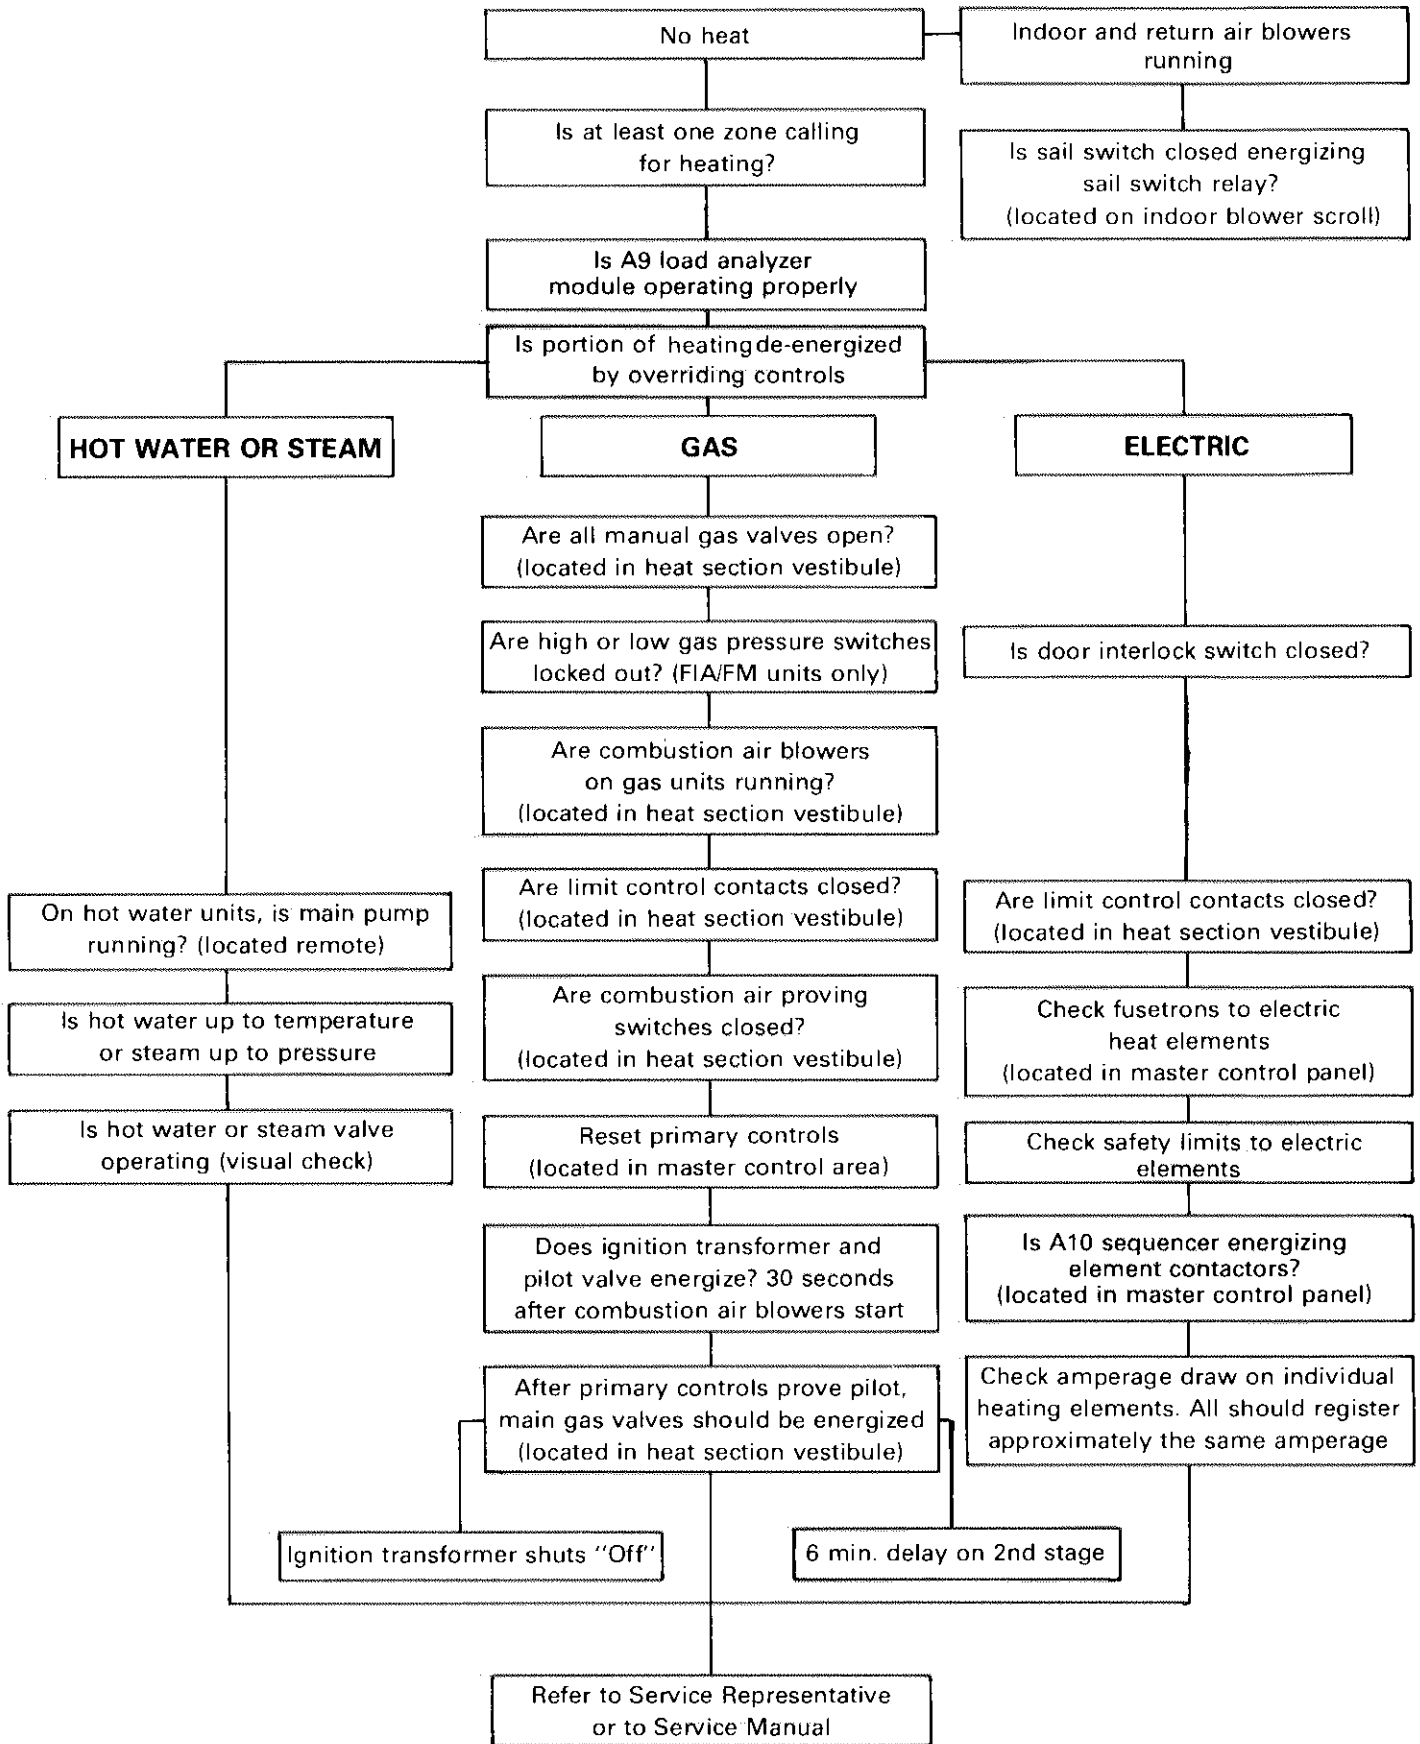 No heat
Indoor and return air blowers
running
Is at least one zone calling
for heating?
Is sail switch closed energizing
sail switch relay?
(located on indoor blower scroll)
Is A9 load analyzer
module operating properly
Is portion of heating de-energized
by overriding controls
HOT WATER OR STEAM
On hot water units, is main pump
running? (located remote)
Is hot water up to temperature
or steam up to pressure
Is hot water or steam valve
operating (visual check)
GAS
Are all manual gas valves open?
(located in heat section vestibule)
Are high or low gas pressure switches
locked out? (FIA/FM units only)
Are combustion air blowers
on gas units running?
(located in heat section vestibule)
Are limit control contacts closed?
(located in heat section vestibule)
Are combustion air proving
switches closed?
(located in heat section vestibule)
Reset primary controls
(located in master control area)
Does ignition transformer and
pilot valve energize? 30 seconds
after combustion air blowers start
After primary controls prove pilot,
main gas valves should be energized
(located in heat section vestibule)
Ignition transformer shuts "Off"
6 min. delay on 2nd stage
ELECTRIC
Is door interlock switch closed?
Are limit control contacts closed?
(located in heat section vestibule)
Check fusetrons to electric
heat elements
(located in master control panel)
Check safety limits to electric
elements
Is A10 sequencer energizing
element contactors?
(located in master control panel)
Check amperage draw on individual
heating elements. All should register
approximately the same amperage
Refer to Service Representative
or to Service Manual